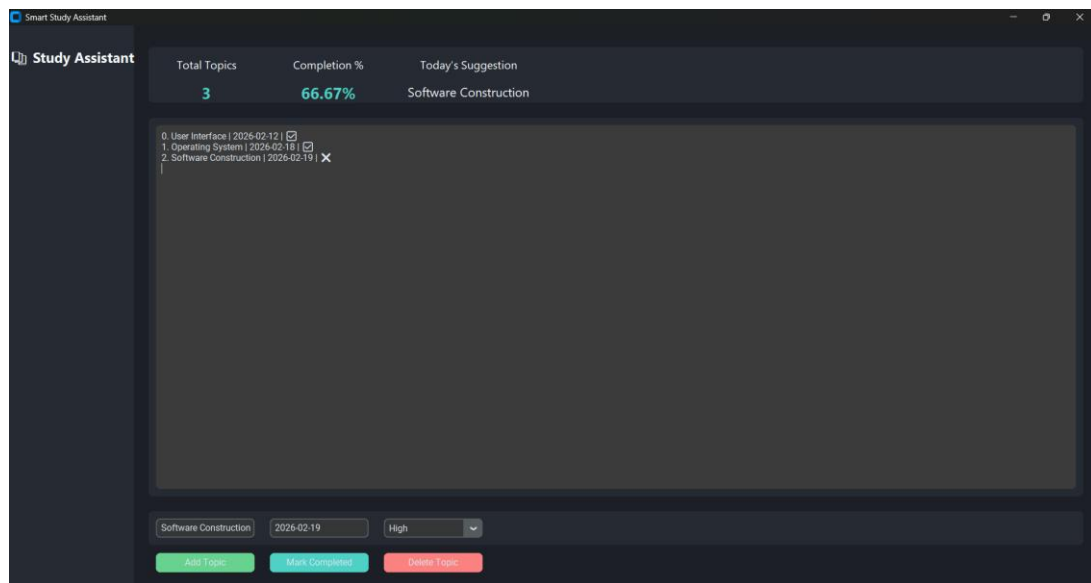 Smart Study Assistant
Study Assistant
Total Topics Completion % Today's Suggestion
3 66.67% Software Construction
0. User Interface | 2026-02-12 | ☑
1. Operating System | 2026-02-18 | ☑
2. Software Construction | 2026-02-19 | ❌
Software Construction 2026-02-19 High
Add Topic Mark Completed Delete Topic